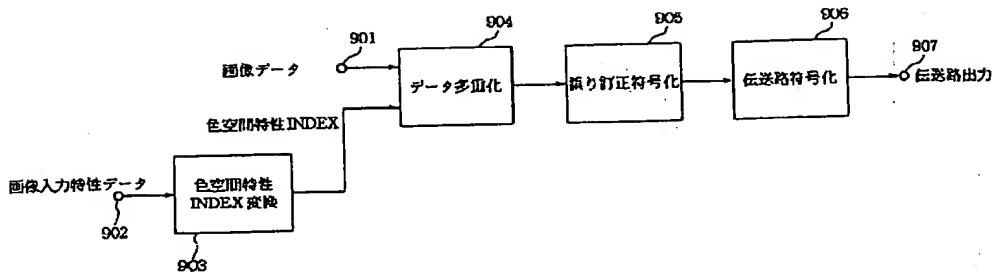 904
905
906
901
907
画像データ
データ多重化
誤り訂正符号化
伝送路符号化
伝送路出力
色空間特性INDEX
画像入力特性データ
色空間特性
INDEX変換
902
903